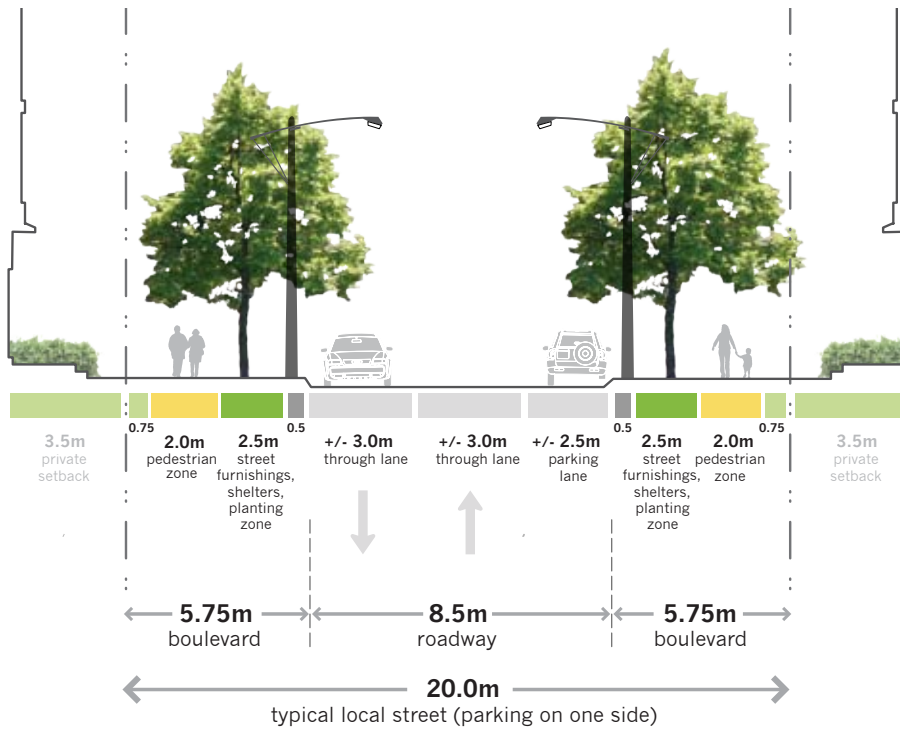 3.5m
private
setback
0.75
2.0m
pedestrian
zone
2.5m
street
furnishings,
shelters,
planting
zone
0.5
+/- 3.0m
through lane
+/- 3.0m
through lane
+/- 2.5m
parking
lane
0.5
2.5m
street
furnishings,
shelters,
planting
zone
2.0m
pedestrian
zone
0.75
3.5m
private
setback
5.75m
boulevard
8.5m
roadway
5.75m
boulevard
20.0m
typical local street (parking on one side)